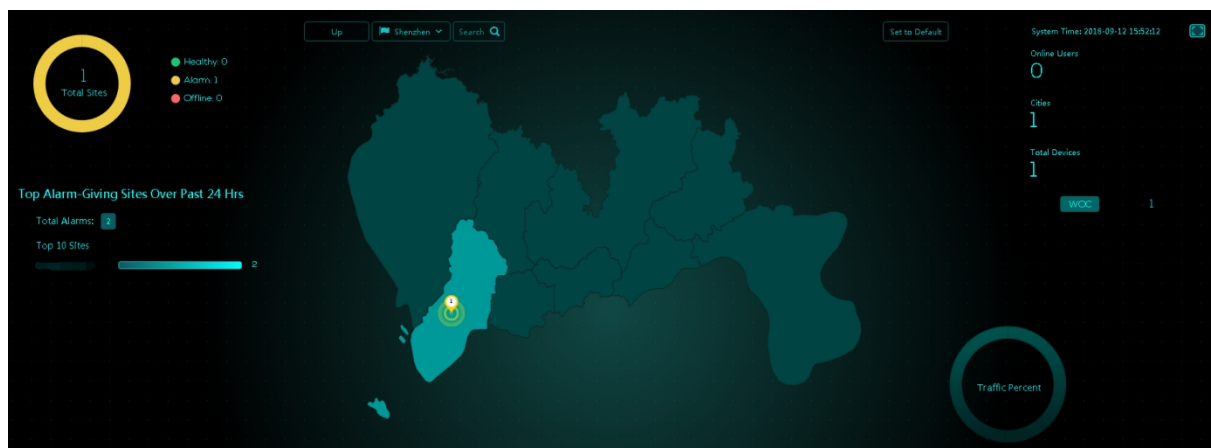 Up
Shenzhen
Search
Set to Default
System Time: 2018-09-12 15:52:12
1
Total Sites
Healthy: 0
Alarm: 1
Offline: 0
Online Users
0
Cities
1
Total Devices
1
WOC 1
Top Alarm-Giving Sites Over Past 24 Hrs
Total Alarms: 2
Top 10 Sites
2
1
Traffic Percent